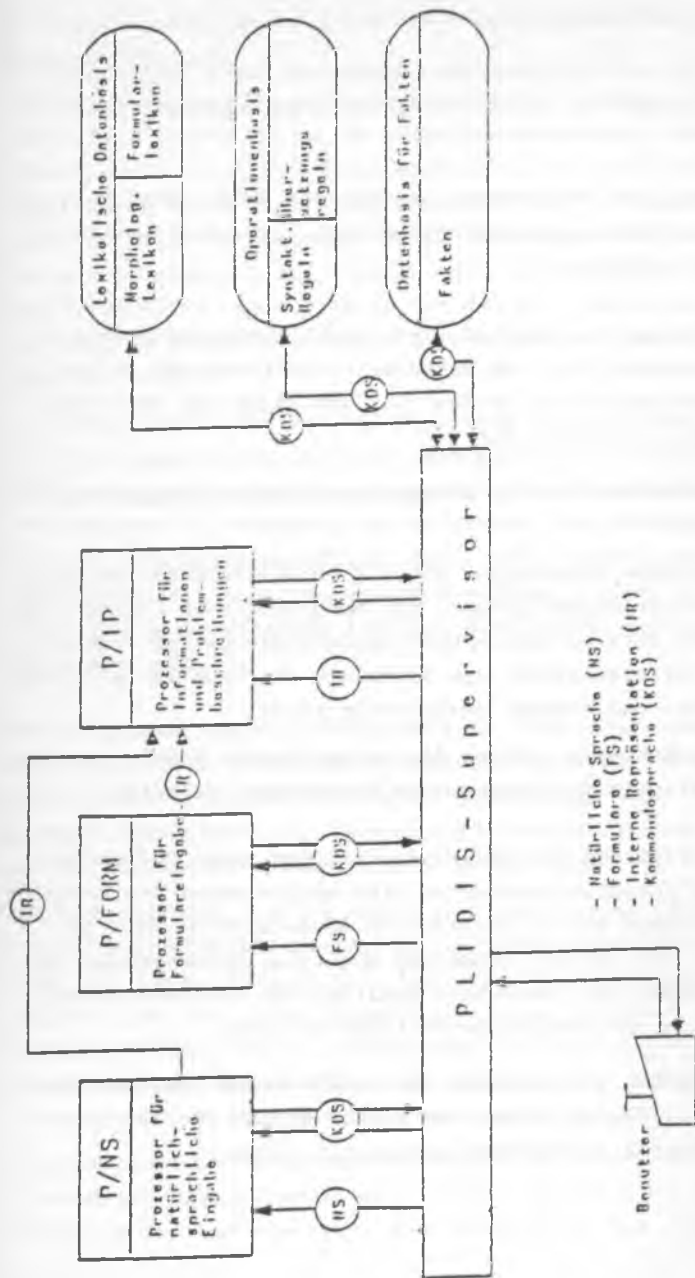 P/NS
Prozessor für
natürlich-
sprachliche
Eingabe
P/FORM
Prozessor für
Formulareingabe
P/IP
Prozessor für
Informationen
und Problem-
beschreibungen
Lexikalische Datenbasis
Morpholog.
Lexikon
Formular-
lexikon
Operationenbasis
Syntakt.
Regeln
Über-
setzungs
regeln
Datenbasis für Fakten
Fakten
IR
IR
NS
KDS
FS
KDS
IR
KDS
KDS
KDS
KDS
PLIDIS-Supervisor
Benutzer
- Natürliche Sprache (NS)
- Formulare (FS)
- Interne Repräsentation (IR)
- Kommandosprache (KDS)